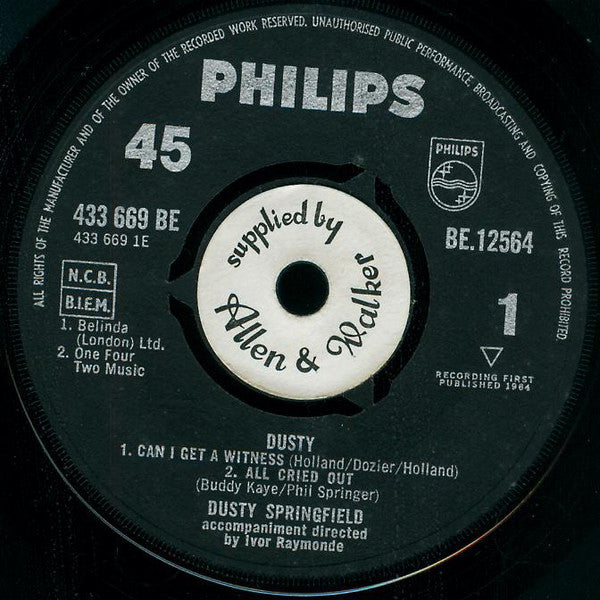 ALL RIGHTS OF THE MANUFACTURER AND OF THE OWNER OF THE RECORDED WORK RESERVED. UNAUTHORISED PUBLIC PERFORMANCE BROADCASTING AND COPYING OF THIS RECORD PROHIBITED
PHILIPS
45
PHILIPS
433 669 BE
433 669 1E
BE.12564
N.C.B.
B.I.E.M.
1. Belinda
(London) Ltd.
2. One Four
Two Music
1
RECORDING FIRST
PUBLISHED 1964
supplied by
Allen & Walker
DUSTY
1. CAN I GET A WITNESS (Holland/Dozier/Holland)
2. ALL CRIED OUT
(Buddy Kaye/Phil Springer)
DUSTY SPRINGFIELD
accompaniment directed
by Ivor Raymonde